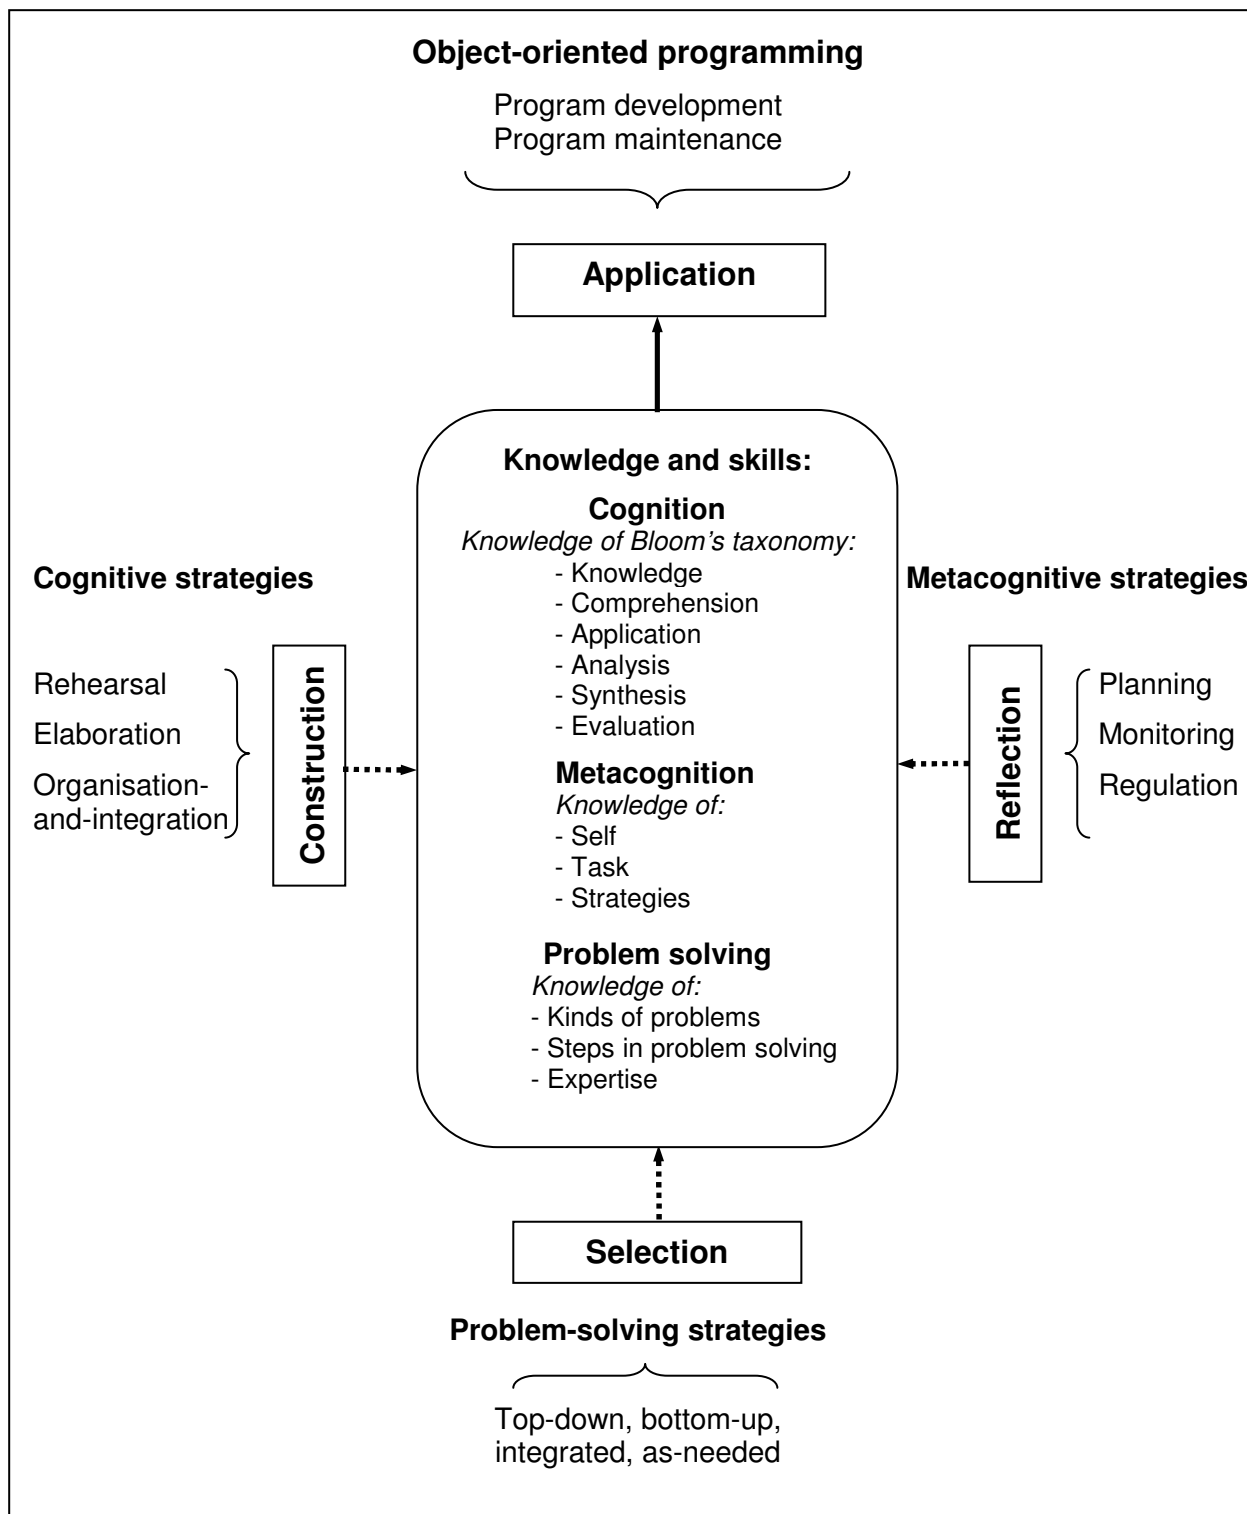 Object-oriented programming
Program development
Program maintenance
Application
Knowledge and skills:
Cognition
Knowledge of Bloom's taxonomy:
- Knowledge
- Comprehension
- Application
- Analysis
- Synthesis
- Evaluation
Metacognition
Knowledge of:
- Self
- Task
- Strategies
Problem solving
Knowledge of:
- Kinds of problems
- Steps in problem solving
- Expertise
Cognitive strategies
Rehearsal
Elaboration
Organisation-
and-integration
Construction
Metacognitive strategies
Reflection
Planning
Monitoring
Regulation
Selection
Problem-solving strategies
Top-down, bottom-up,
integrated, as-needed